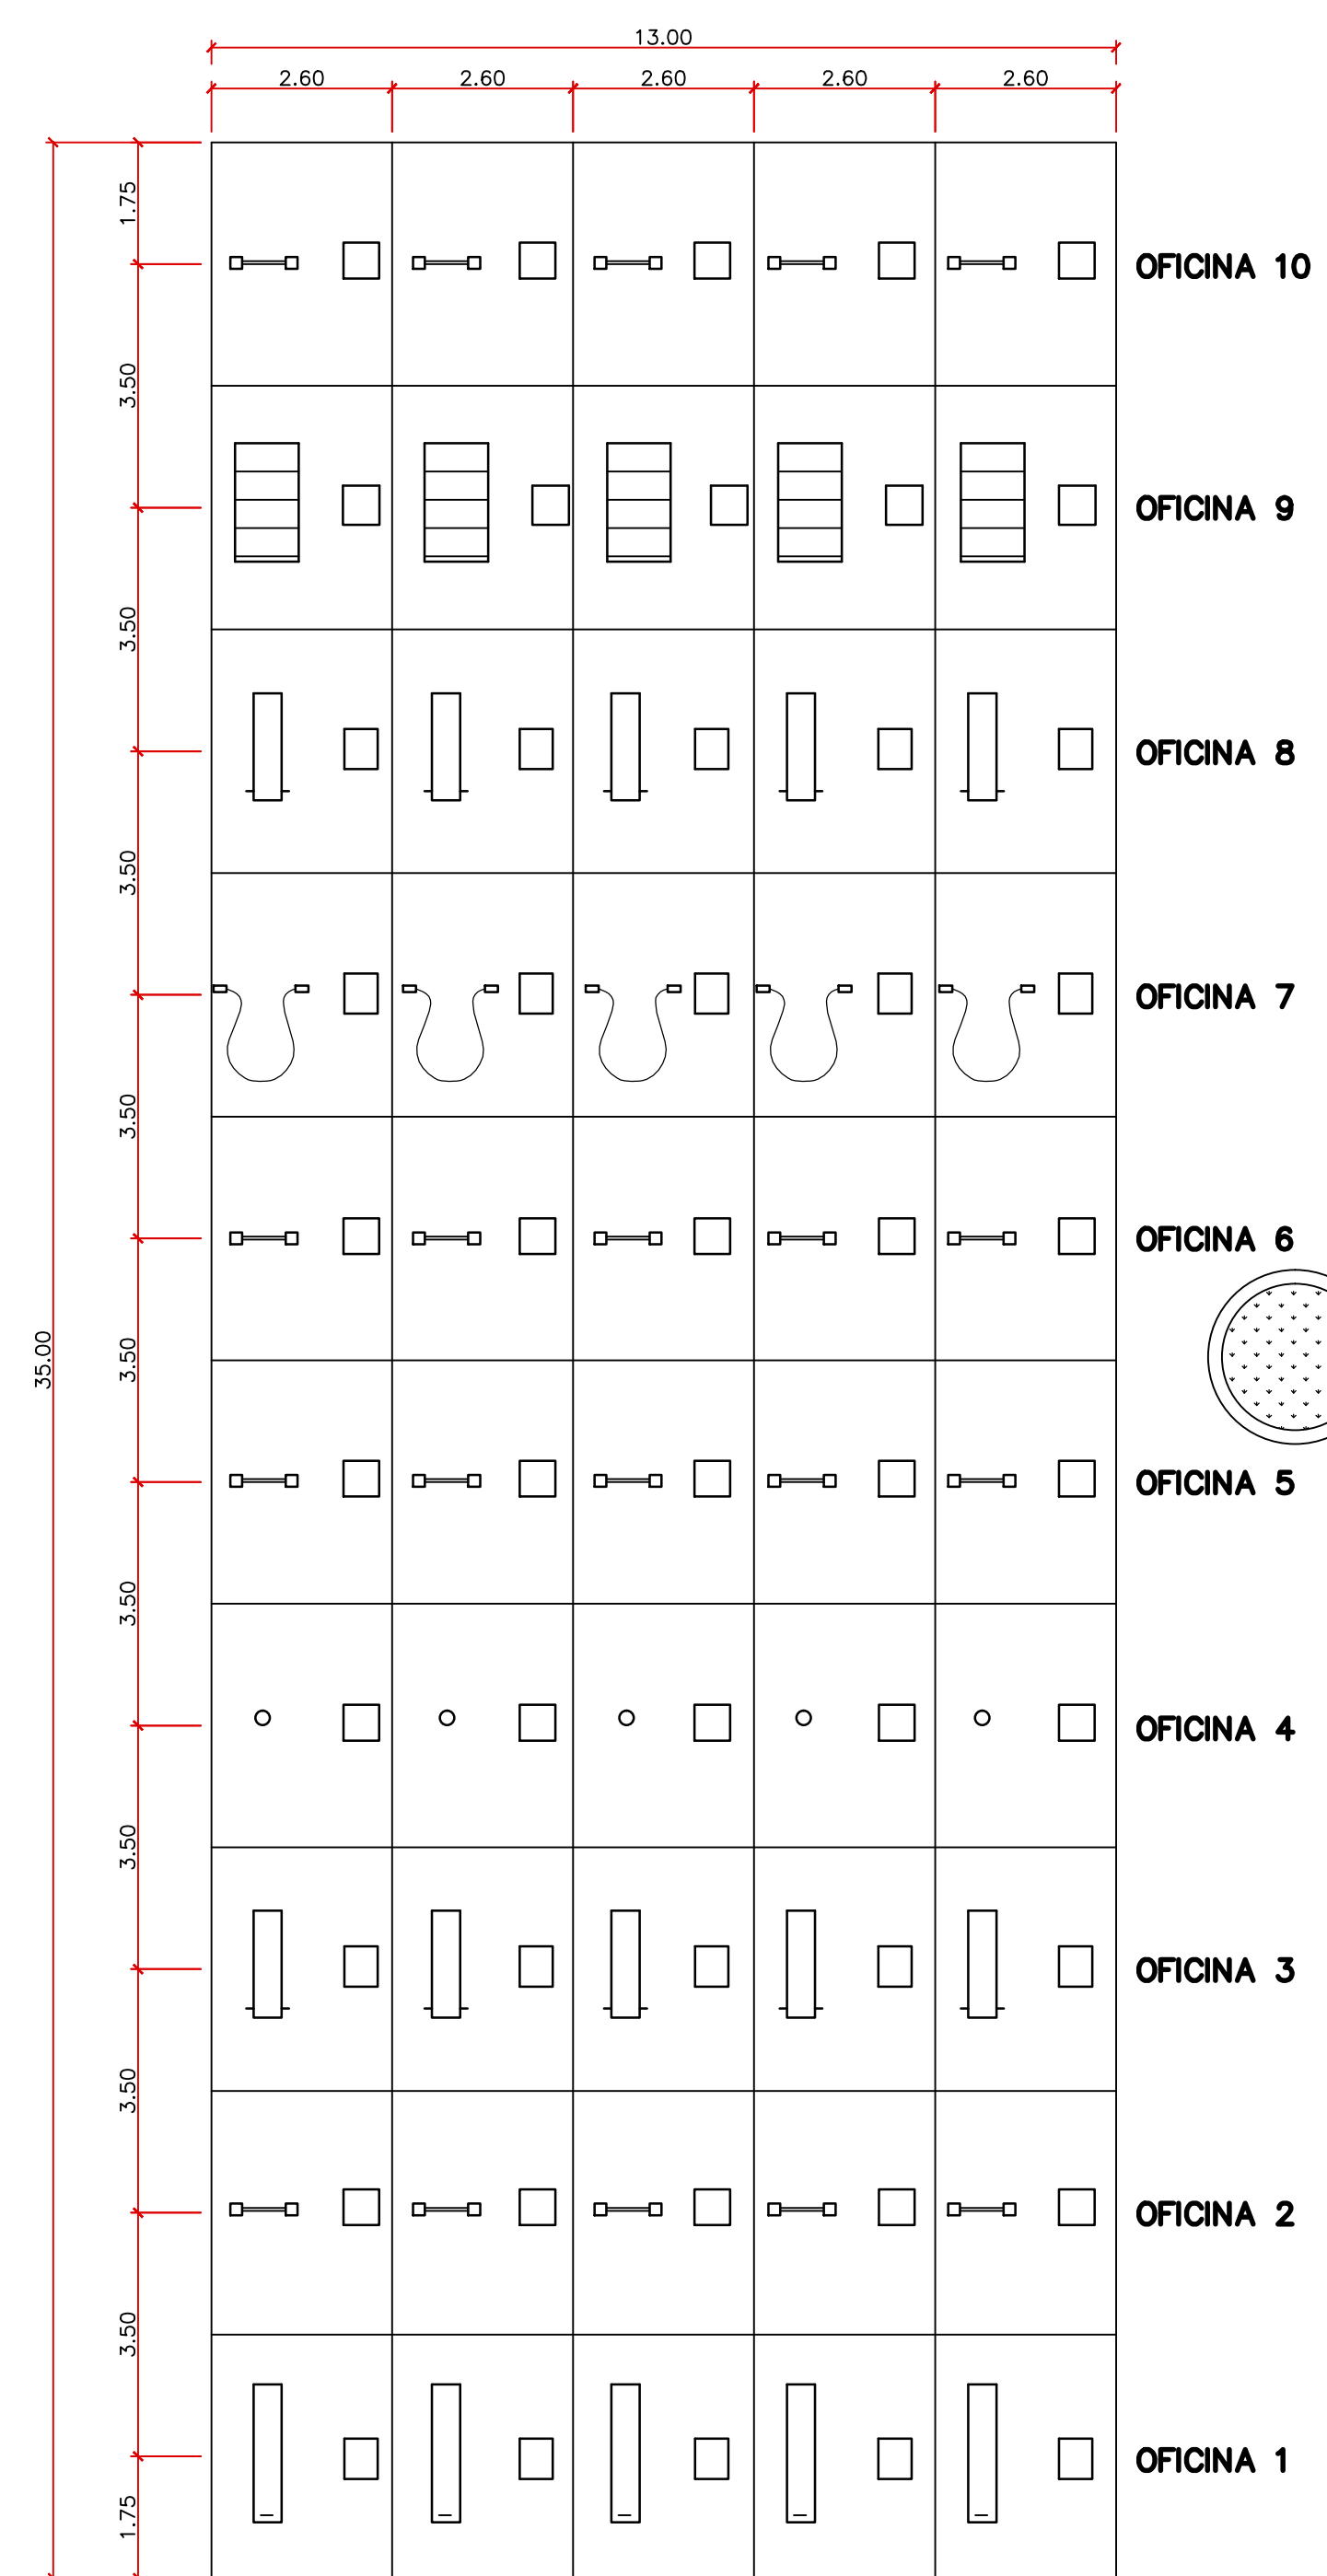 13.00
2.60 2.60 2.60 2.60 2.60
1.75
OFICINA 10
3.50
OFICINA 9
3.50
OFICINA 8
3.50
OFICINA 7
3.50
OFICINA 6
35.00
3.50
OFICINA 5
3.50
OFICINA 4
3.50
OFICINA 3
3.50
OFICINA 2
3.50
OFICINA 1
1.75